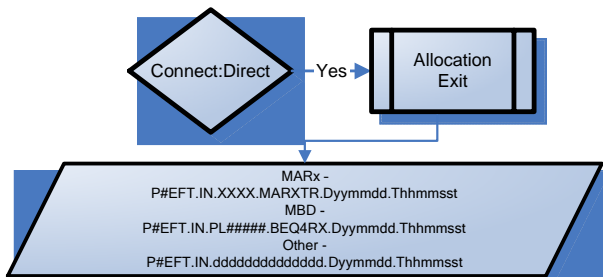 Connect:Direct
Yes
Allocation
Exit
MARx -
P#EFT.IN.XXXX.MARXTR.Dyymmdd.Thhmmsst
MBD -
P#EFT.IN.PL#####.BEQ4RX.Dyymmdd.Thhmmsst
Other -
P#EFT.IN.dddddddddddddd.Dyymmdd.Thhmmsst